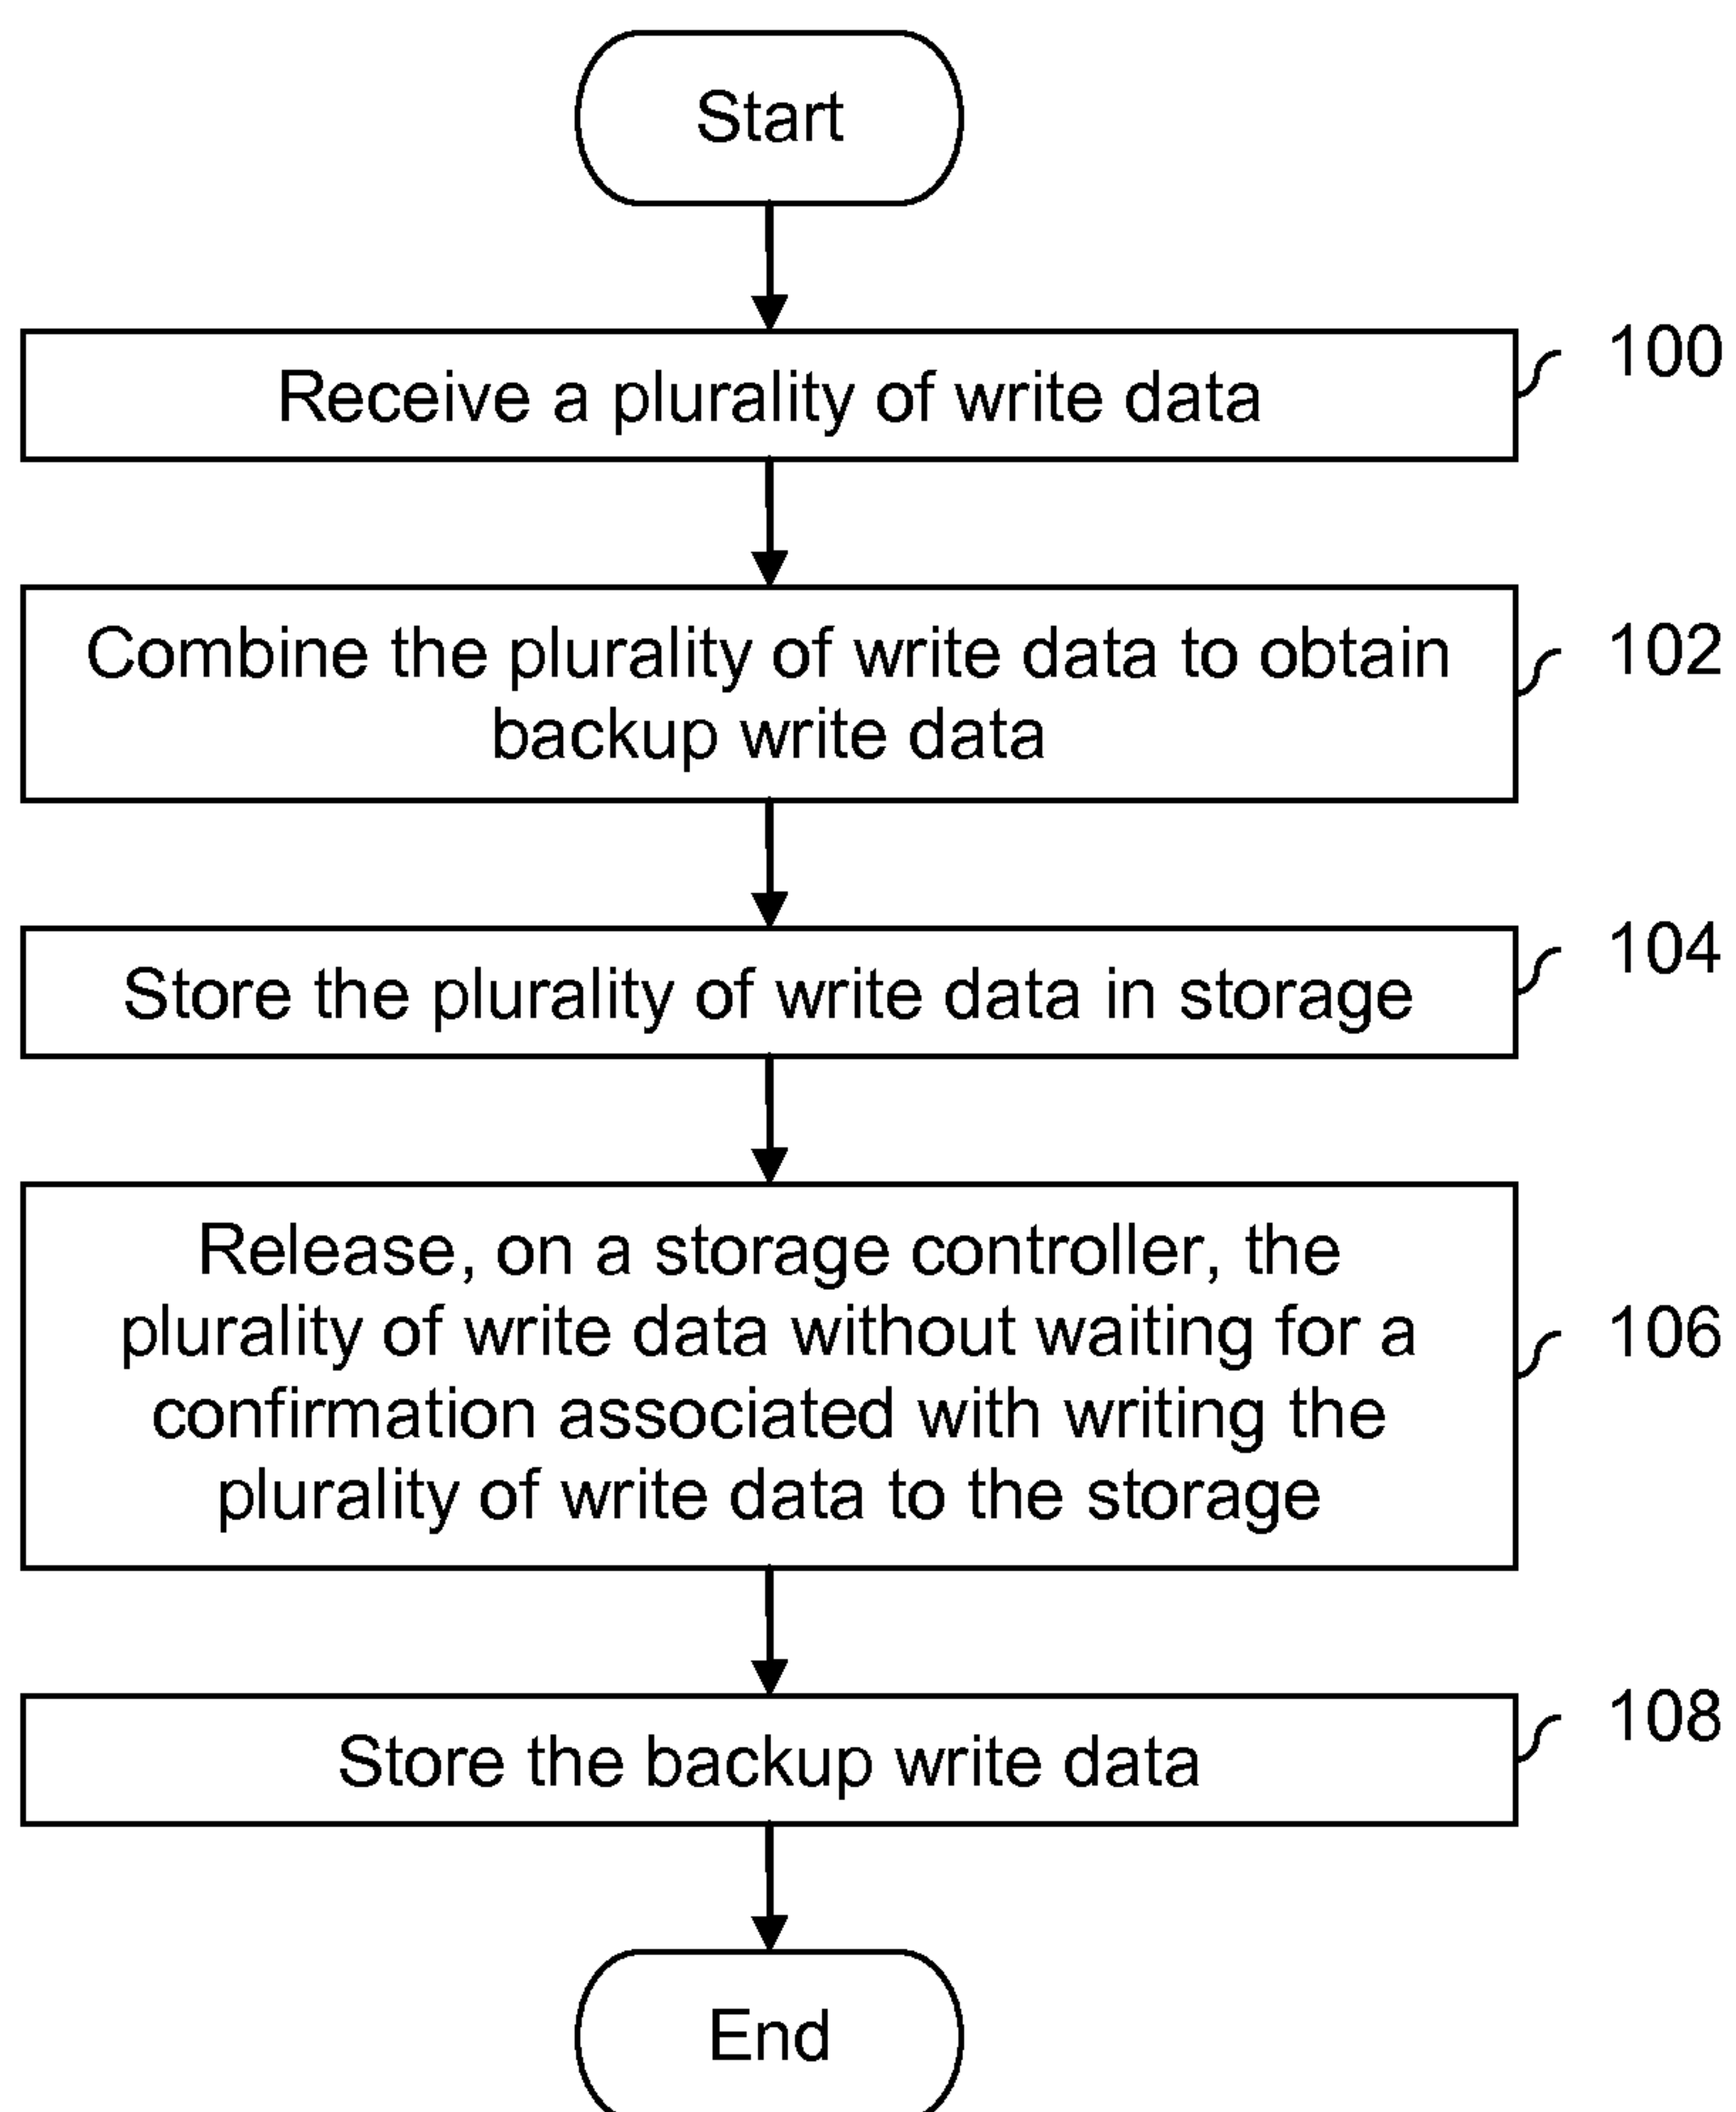 Start
Receive a plurality of write data
100
Combine the plurality of write data to obtain
backup write data
102
Store the plurality of write data in storage
104
Release, on a storage controller, the
plurality of write data without waiting for a
confirmation associated with writing the
plurality of write data to the storage
106
Store the backup write data
108
End